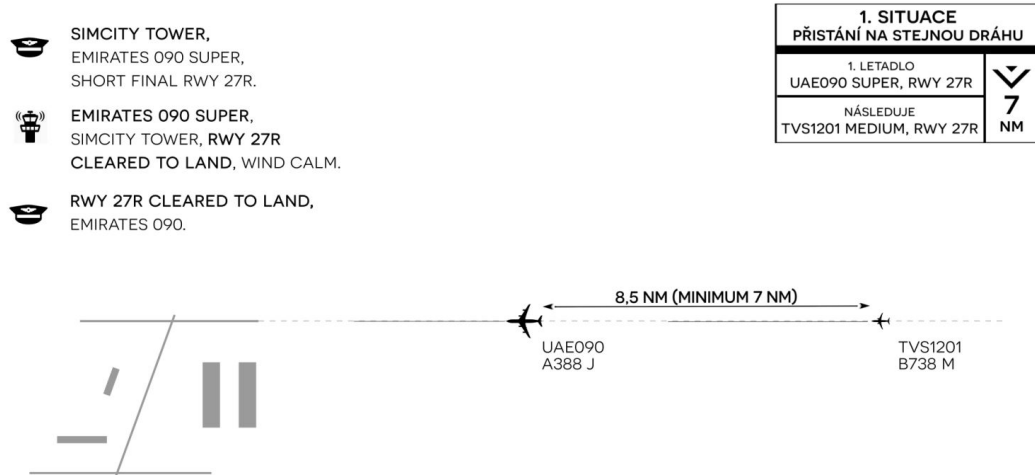 SIMCITY TOWER,
EMIRATES 090 SUPER,
SHORT FINAL RWY 27R.
EMIRATES 090 SUPER,
SIMCITY TOWER, RWY 27R
CLEARED TO LAND, WIND CALM.
RWY 27R CLEARED TO LAND,
EMIRATES 090.
1. SITUACE
PŘISTÁNÍ NA STEJNOU DRÁHU
1. LETADLO
UAE090 SUPER, RWY 27R
NÁSLEDUJE
TVS1201 MEDIUM, RWY 27R
7
NM
8,5 NM (MINIMUM 7 NM)
UAE090
A388 J
TVS1201
B738 M